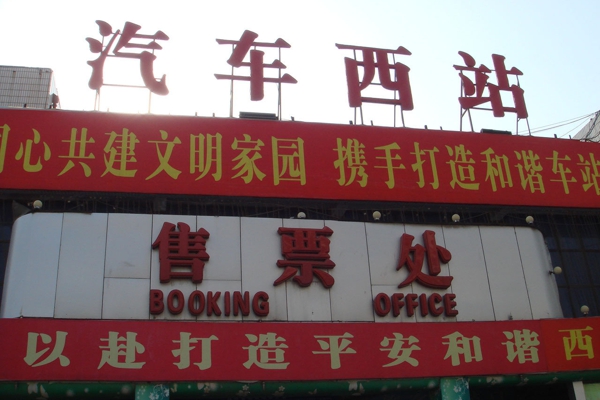 汽车西站
同心共建文明家园 携手打造和谐车站
售票处
BOOKING OFFICE
以赴打造平安和谐西